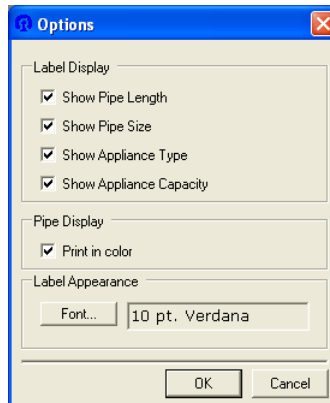 Options
Label Display
Show Pipe Length
Show Pipe Size
Show Appliance Type
Show Appliance Capacity
Pipe Display
Print in color
Label Appearance
Font... 10 pt. Verdana
OK Cancel